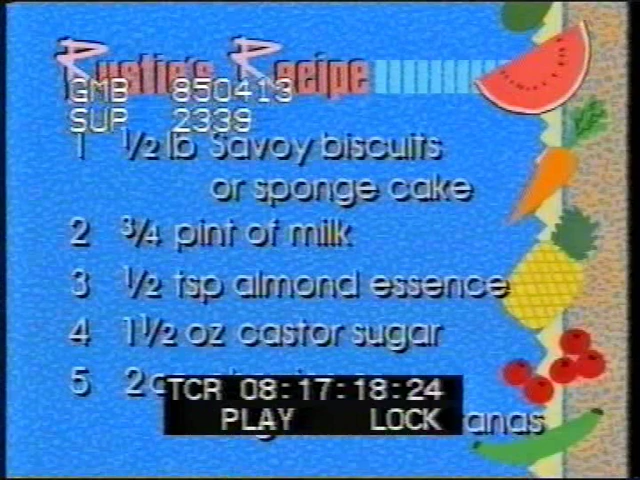 Rustie's Recipe
GMB 850413
SUP 2339
1 ½ lb Savoy biscuits
or sponge cake
2 ¾ pint of milk
3 ½ tsp almond essence
4 1½ oz castor sugar
5 2
TCR 08:17:18:24
PLAY LOCK
anas